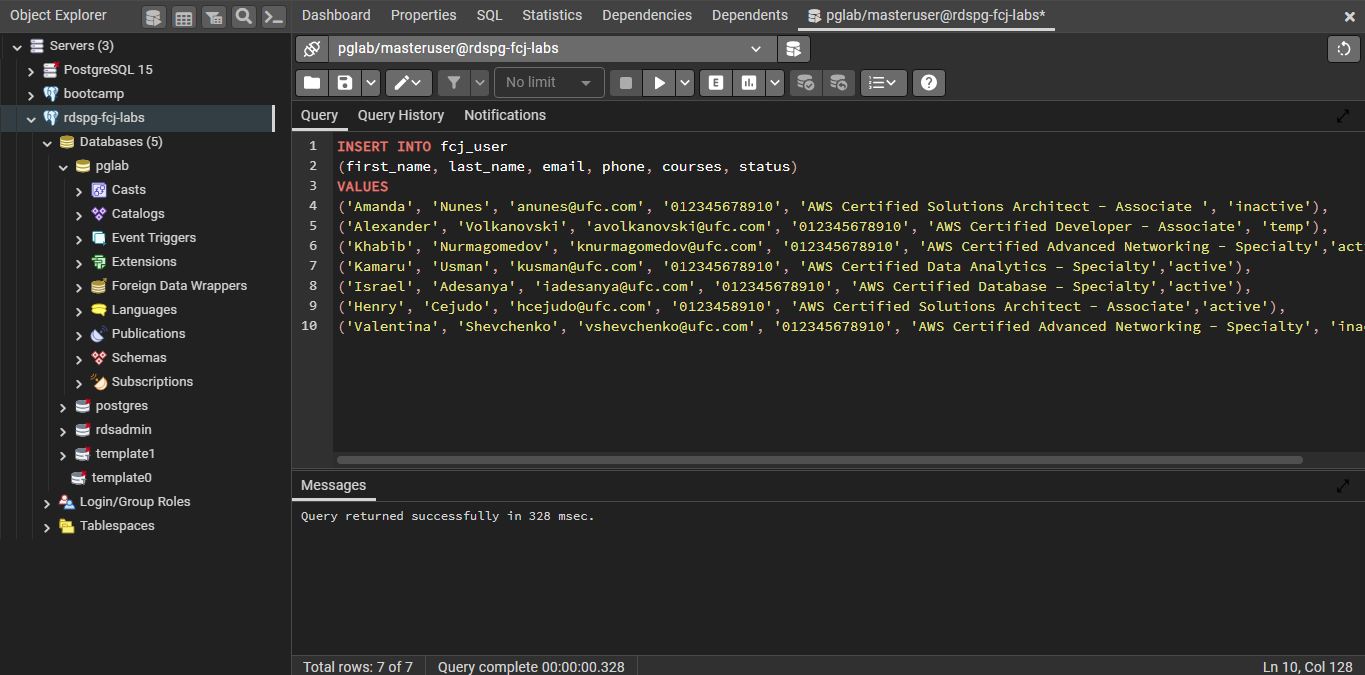 Object Explorer
Dashboard Properties SQL Statistics Dependencies Dependents pglab/masteruser@rdspg-fcj-labs*
Servers (3)
PostgreSQL 15
bootcamp
rdspg-fcj-labs
Databases (5)
pglab
Casts
Catalogs
Event Triggers
Extensions
Foreign Data Wrappers
Languages
Publications
Schemas
Subscriptions
postgres
rdsadmin
template1
template0
Login/Group Roles
Tablespaces
pglab/masteruser@rdspg-fcj-labs
No limit
E
Query Query History Notifications
1 INSERT INTO fcj_user
2 (first_name, last_name, email, phone, courses, status)
3 VALUES
4 ('Amanda', 'Nunes', 'anunes@ufc.com', '012345678910', 'AWS Certified Solutions Architect – Associate ', 'inactive'),
5 ('Alexander', 'Volkanovski', 'avolkanovski@ufc.com', '012345678910', 'AWS Certified Developer – Associate', 'temp'),
6 ('Khabib', 'Nurmagomedov', 'knurmagomedov@ufc.com', '012345678910', 'AWS Certified Advanced Networking – Specialty','act
7 ('Kamaru', 'Usman', 'kusman@ufc.com', '012345678910', 'AWS Certified Data Analytics – Specialty','active'),
8 ('Israel', 'Adesanya', 'iadesanya@ufc.com', '012345678910', 'AWS Certified Database – Specialty','active'),
9 ('Henry', 'Cejudo', 'hcejudo@ufc.com', '0123458910', 'AWS Certified Solutions Architect – Associate','active'),
10 ('Valentina', 'Shevchenko', 'vshevchenko@ufc.com', '012345678910', 'AWS Certified Advanced Networking – Specialty', 'ina
Messages
Query returned successfully in 328 msec.
Total rows: 7 of 7 Query complete 00:00:00.328 Ln 10, Col 128